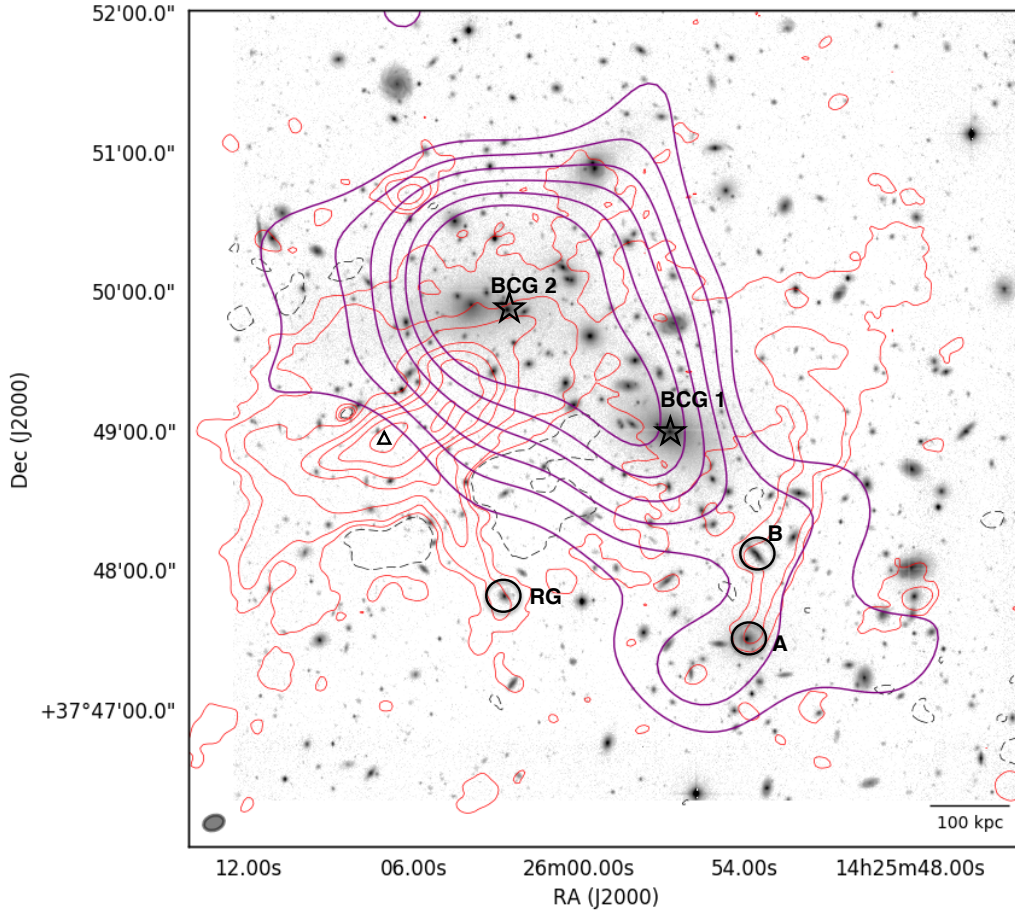 52'00.0"
51'00.0"
50'00.0"
BCG 2
BCG 1
49'00.0"
Dec (J2000)
B
48'00.0"
RG
A
+37°47'00.0"
100 kpc
12.00s 06.00s 26m00.00s 54.00s 14h25m48.00s
RA (J2000)